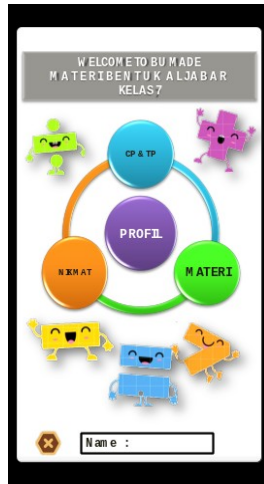 WELCOME TO BU MADE
MATERI BENTUK ALJABAR
KELAS 7
CP & TP
PROFIL
NIKMAT
MATERI
Name :